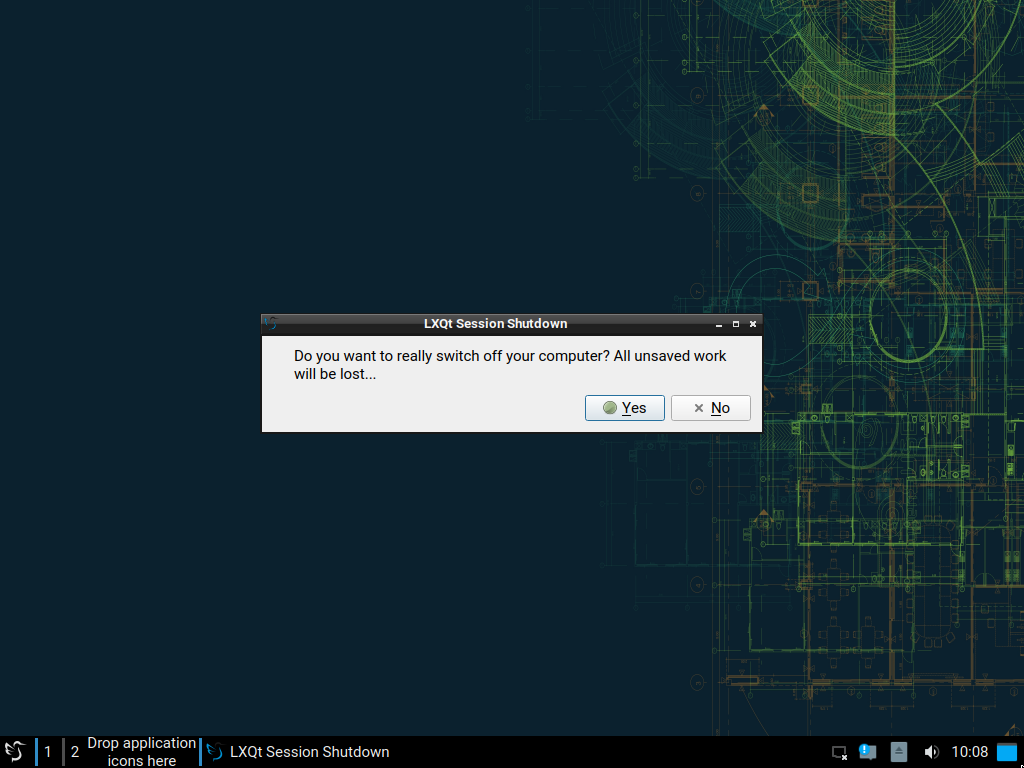 LXQt Session Shutdown
Do you want to really switch off your computer? All unsaved work
will be lost...
Yes
No
1
2
Drop application
icons here
LXQt Session Shutdown
10:08